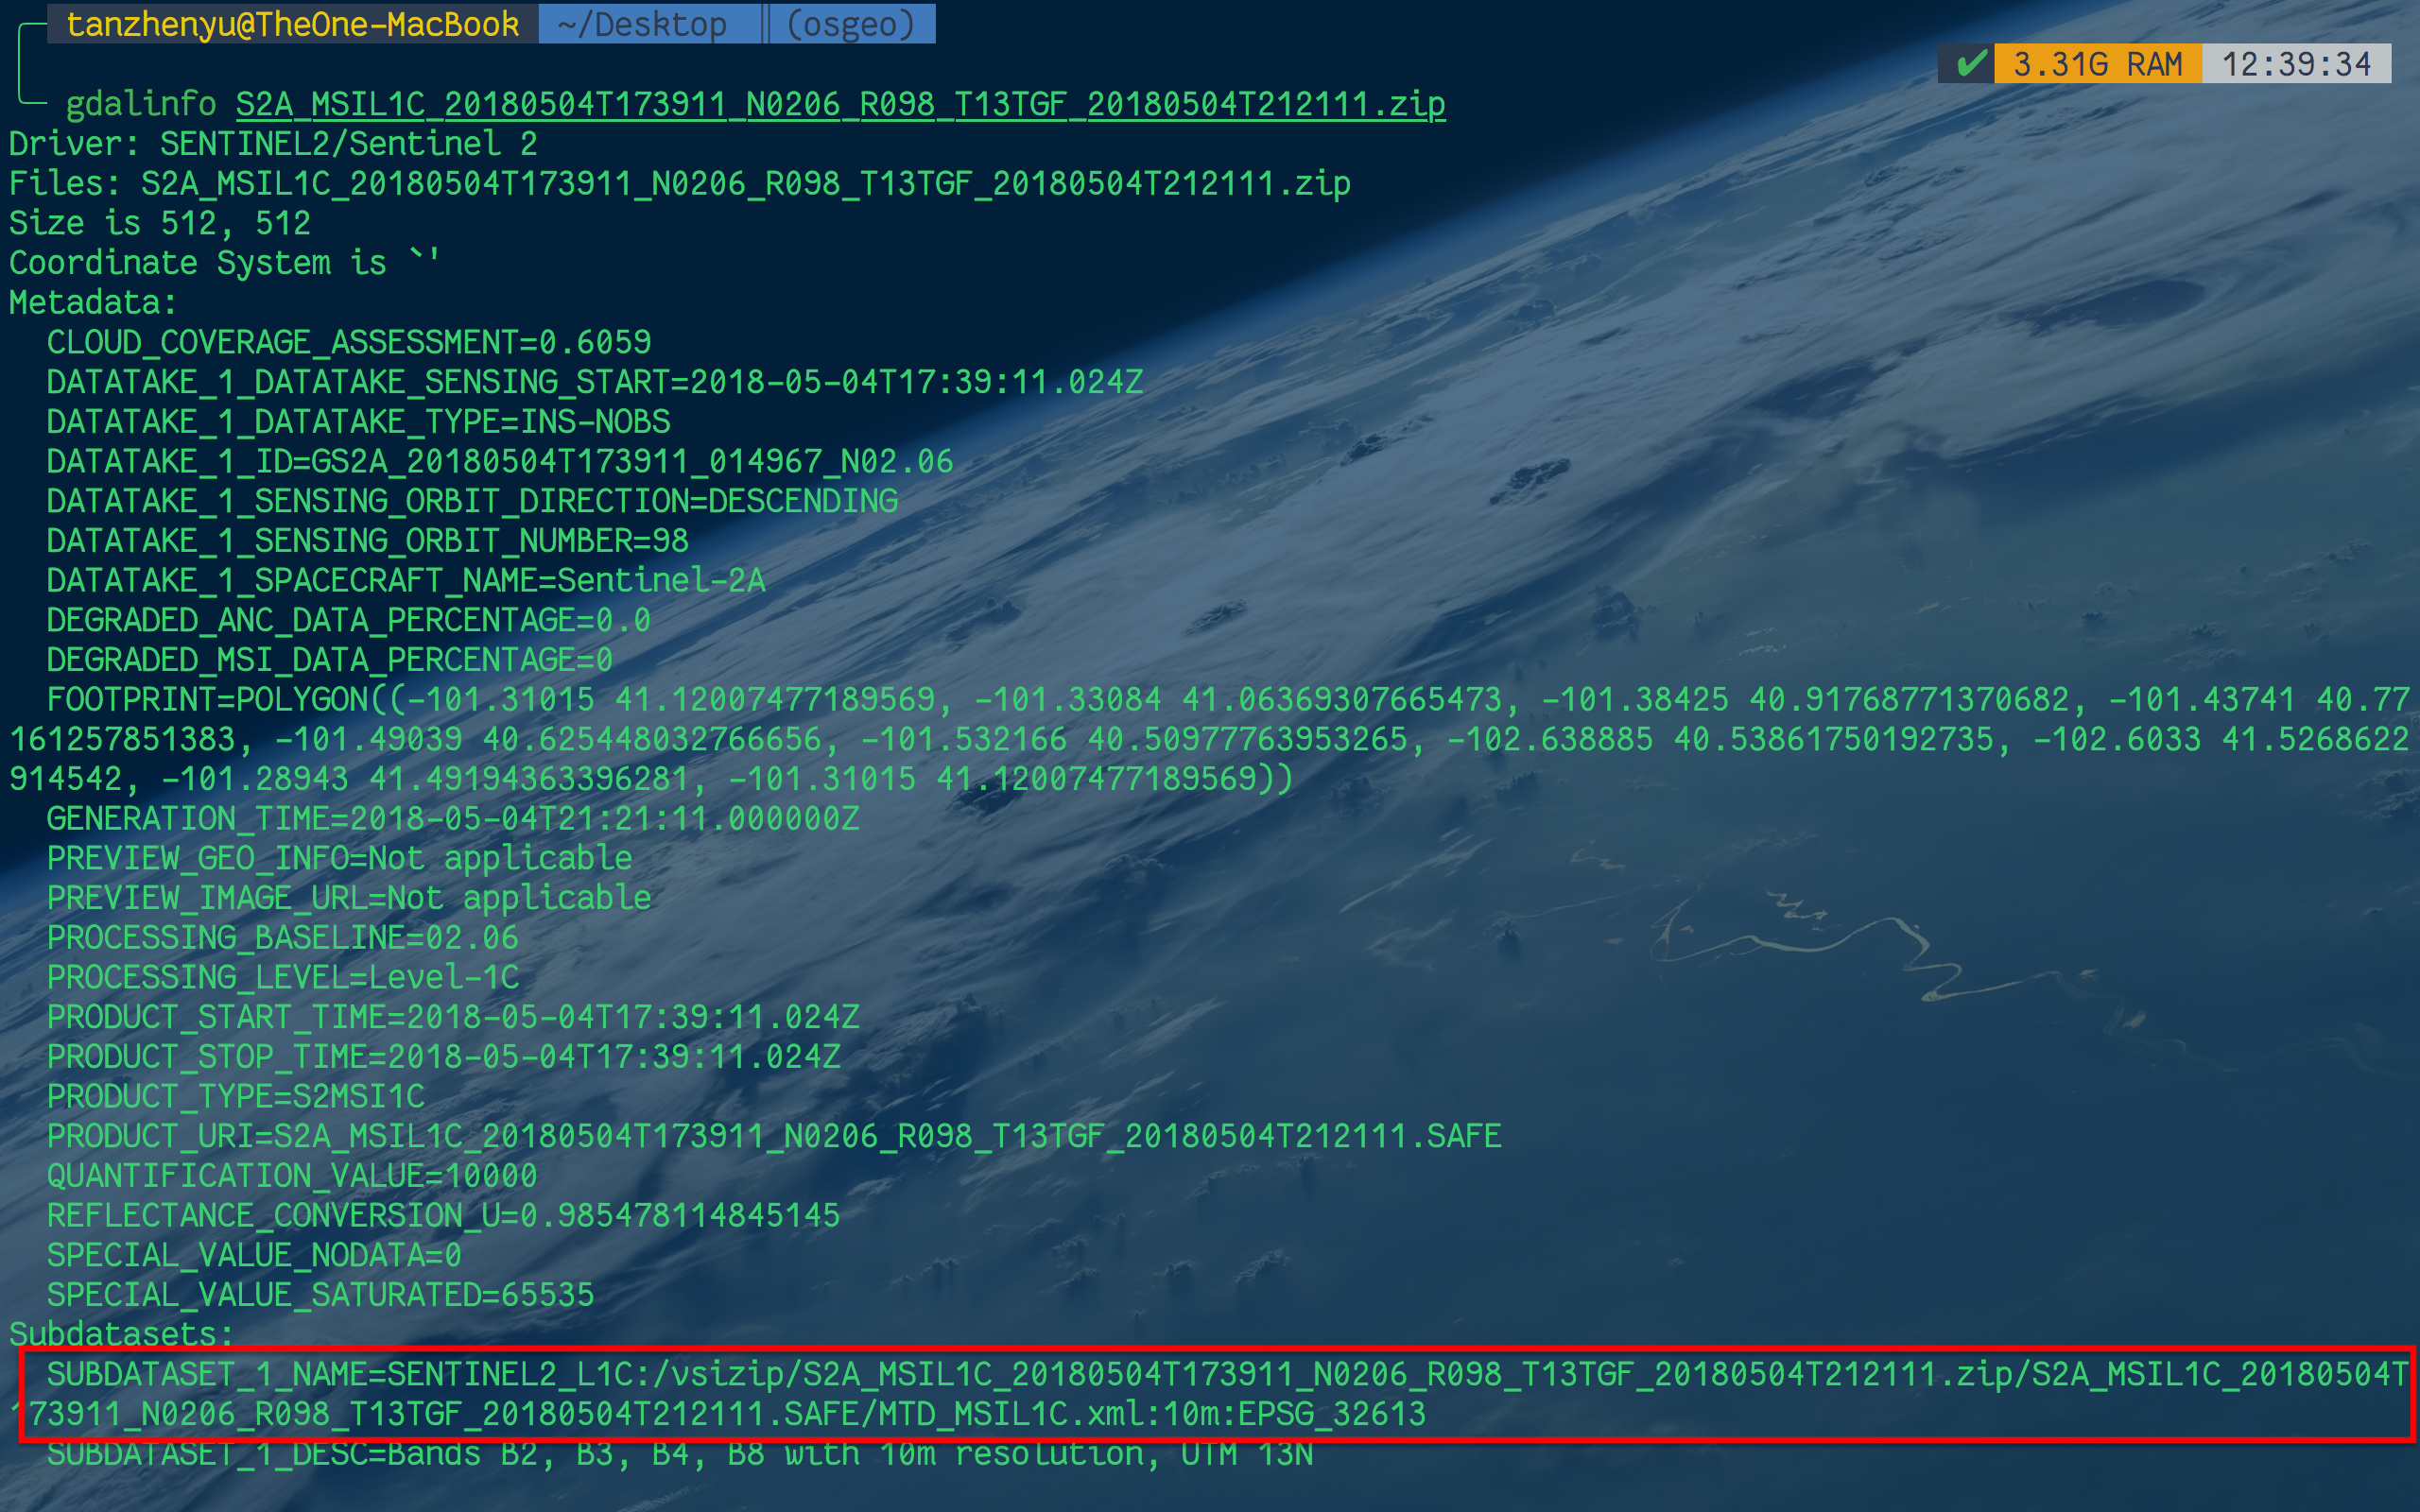 tanzhenyu@TheOne-MacBook ~/Desktop (osgeo)
✔ 3.31G RAM 12:39:34
gdalinfo S2A_MSIL1C_20180504T173911_N0206_R098_T13TGF_20180504T212111.zip
Driver: SENTINEL2/Sentinel 2
Files: S2A_MSIL1C_20180504T173911_N0206_R098_T13TGF_20180504T212111.zip
Size is 512, 512
Coordinate System is `'
Metadata:
CLOUD_COVERAGE_ASSESSMENT=0.6059
DATATAKE_1_DATATAKE_SENSING_START=2018-05-04T17:39:11.024Z
DATATAKE_1_DATATAKE_TYPE=INS-NOBS
DATATAKE_1_ID=GS2A_20180504T173911_014967_N02.06
DATATAKE_1_SENSING_ORBIT_DIRECTION=DESCENDING
DATATAKE_1_SENSING_ORBIT_NUMBER=98
DATATAKE_1_SPACECRAFT_NAME=Sentinel-2A
DEGRADED_ANC_DATA_PERCENTAGE=0.0
DEGRADED_MSI_DATA_PERCENTAGE=0
FOOTPRINT=POLYGON((-101.31015 41.12007477189569, -101.33084 41.06369307665473, -101.38425 40.91768771370682, -101.43741 40.77
161257851383, -101.49039 40.625448032766656, -101.532166 40.50977763953265, -102.638885 40.53861750192735, -102.6033 41.5268622
914542, -101.28943 41.49194363396281, -101.31015 41.12007477189569))
GENERATION_TIME=2018-05-04T21:21:11.000000Z
PREVIEW_GEO_INFO=Not applicable
PREVIEW_IMAGE_URL=Not applicable
PROCESSING_BASELINE=02.06
PROCESSING_LEVEL=Level-1C
PRODUCT_START_TIME=2018-05-04T17:39:11.024Z
PRODUCT_STOP_TIME=2018-05-04T17:39:11.024Z
PRODUCT_TYPE=S2MSI1C
PRODUCT_URI=S2A_MSIL1C_20180504T173911_N0206_R098_T13TGF_20180504T212111.SAFE
QUANTIFICATION_VALUE=10000
REFLECTANCE_CONVERSION_U=0.985478114845145
SPECIAL_VALUE_NODATA=0
SPECIAL_VALUE_SATURATED=65535
Subdatasets:
SUBDATASET_1_NAME=SENTINEL2_L1C:/vsizip/S2A_MSIL1C_20180504T173911_N0206_R098_T13TGF_20180504T212111.zip/S2A_MSIL1C_20180504T
173911_N0206_R098_T13TGF_20180504T212111.SAFE/MTD_MSIL1C.xml:10m:EPSG_32613
SUBDATASET_1_DESC=Bands B2, B3, B4, B8 with 10m resolution, UTM 13N